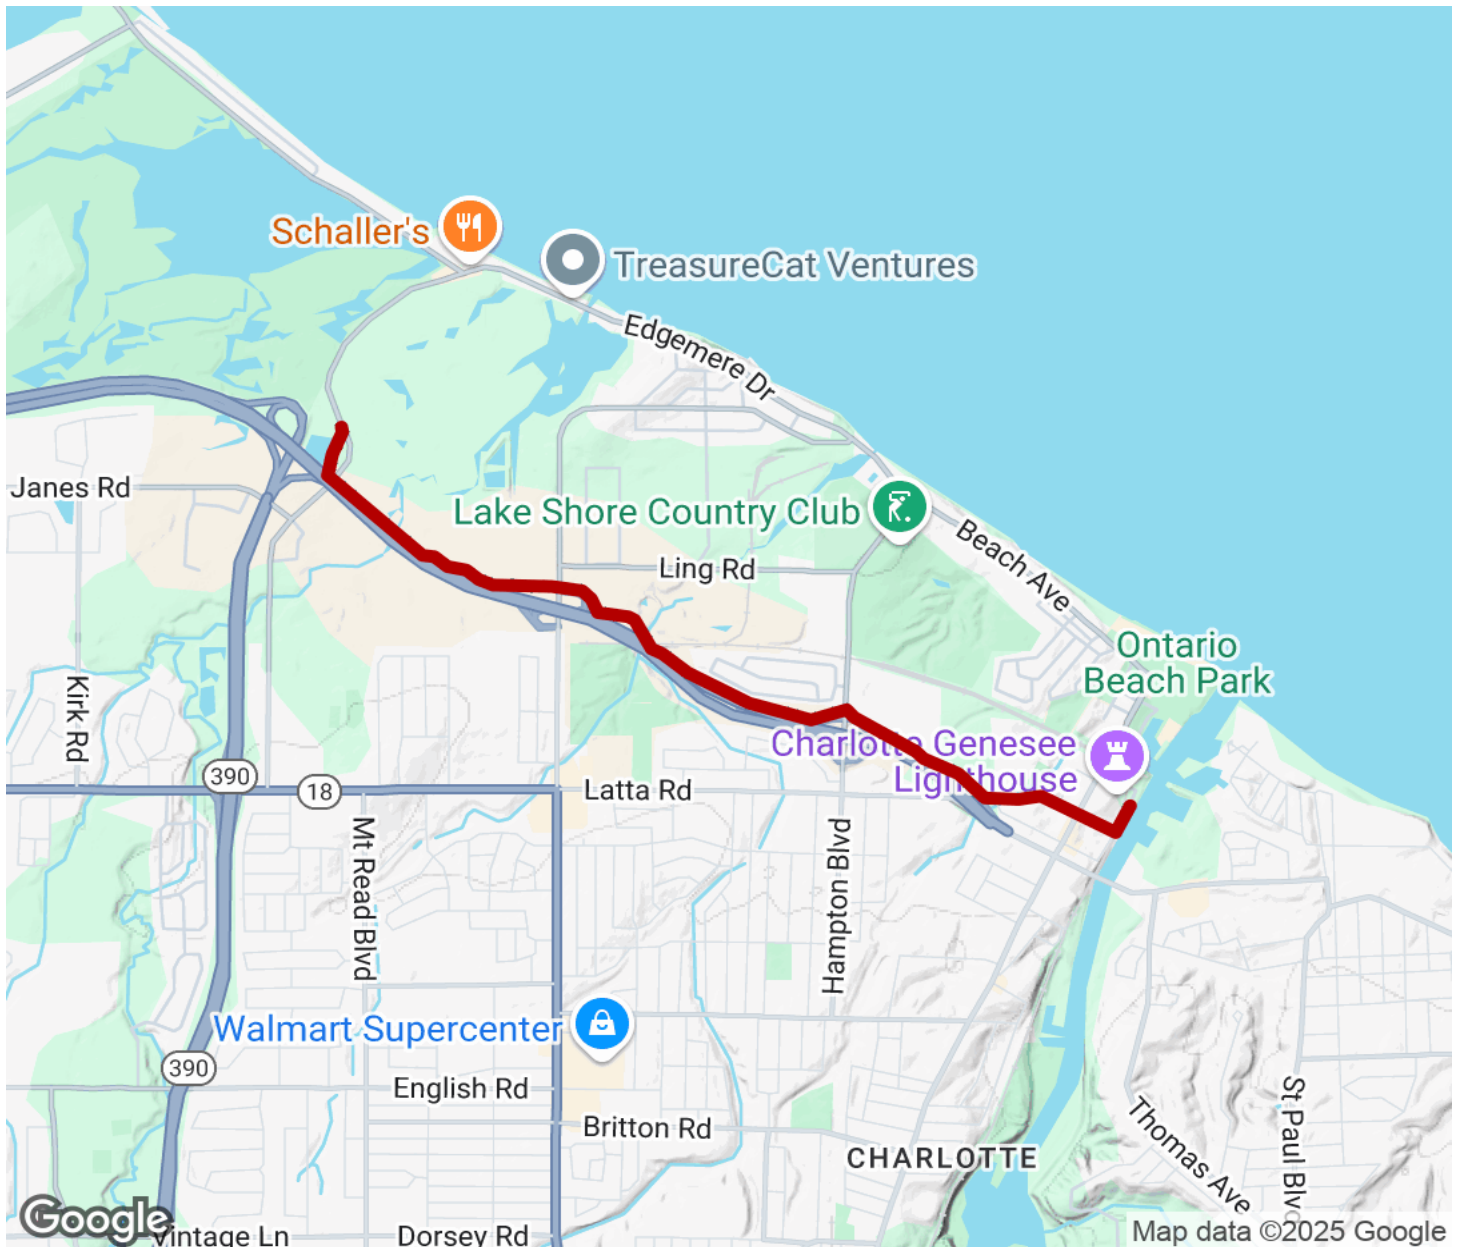 Schaller's
TreasureCat Ventures
Edgemere Dr
Janes Rd
Lake Shore Country Club
Beach Ave
Ling Rd
Ontario
Beach Park
Kirk Rd
Charlotte Genesee
Lighthouse
390
18
Latta Rd
Mt Read Blvd
Hampton Blvd
Walmart Supercenter
390
English Rd
Britton Rd
CHARLOTTE
Thomas Ave
St Paul Blvd
Google
Vintage Ln
Dorsey Rd
Map data ©2025 Google